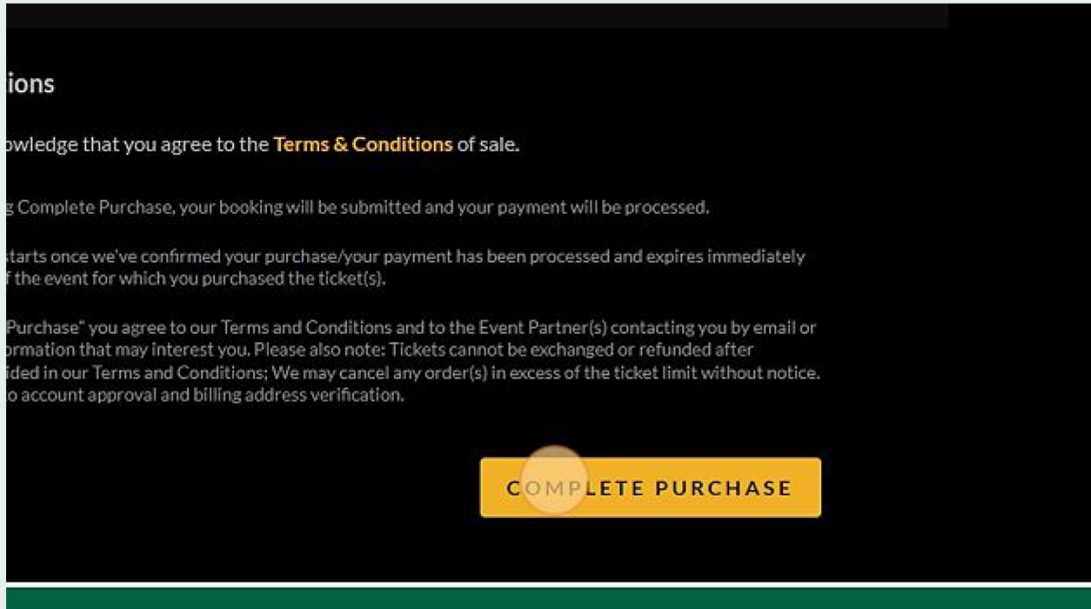 ions
owledge that you agree to the Terms & Conditions of sale.
g Complete Purchase, your booking will be submitted and your payment will be processed.
tarts once we've confirmed your purchase/your payment has been processed and expires immediately
f the event for which you purchased the ticket(s).
Purchase" you agree to our Terms and Conditions and to the Event Partner(s) contacting you by email or
ormation that may interest you. Please also note: Tickets cannot be exchanged or refunded after
ided in our Terms and Conditions; We may cancel any order(s) in excess of the ticket limit without notice.
o account approval and billing address verification.
COMPLETE PURCHASE